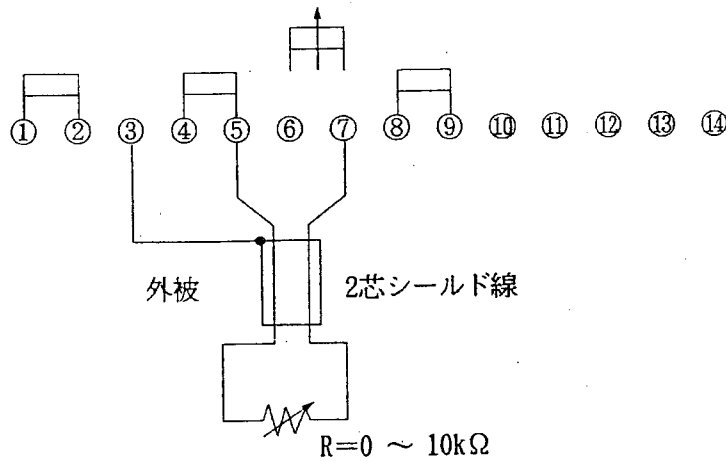 ① ② ③ ④ ⑤ ⑥ ⑦ ⑧ ⑨ ⑩ ⑪ ⑫ ⑬ ⑭
外被 2芯シールド線
R=0 ~ 10kΩ